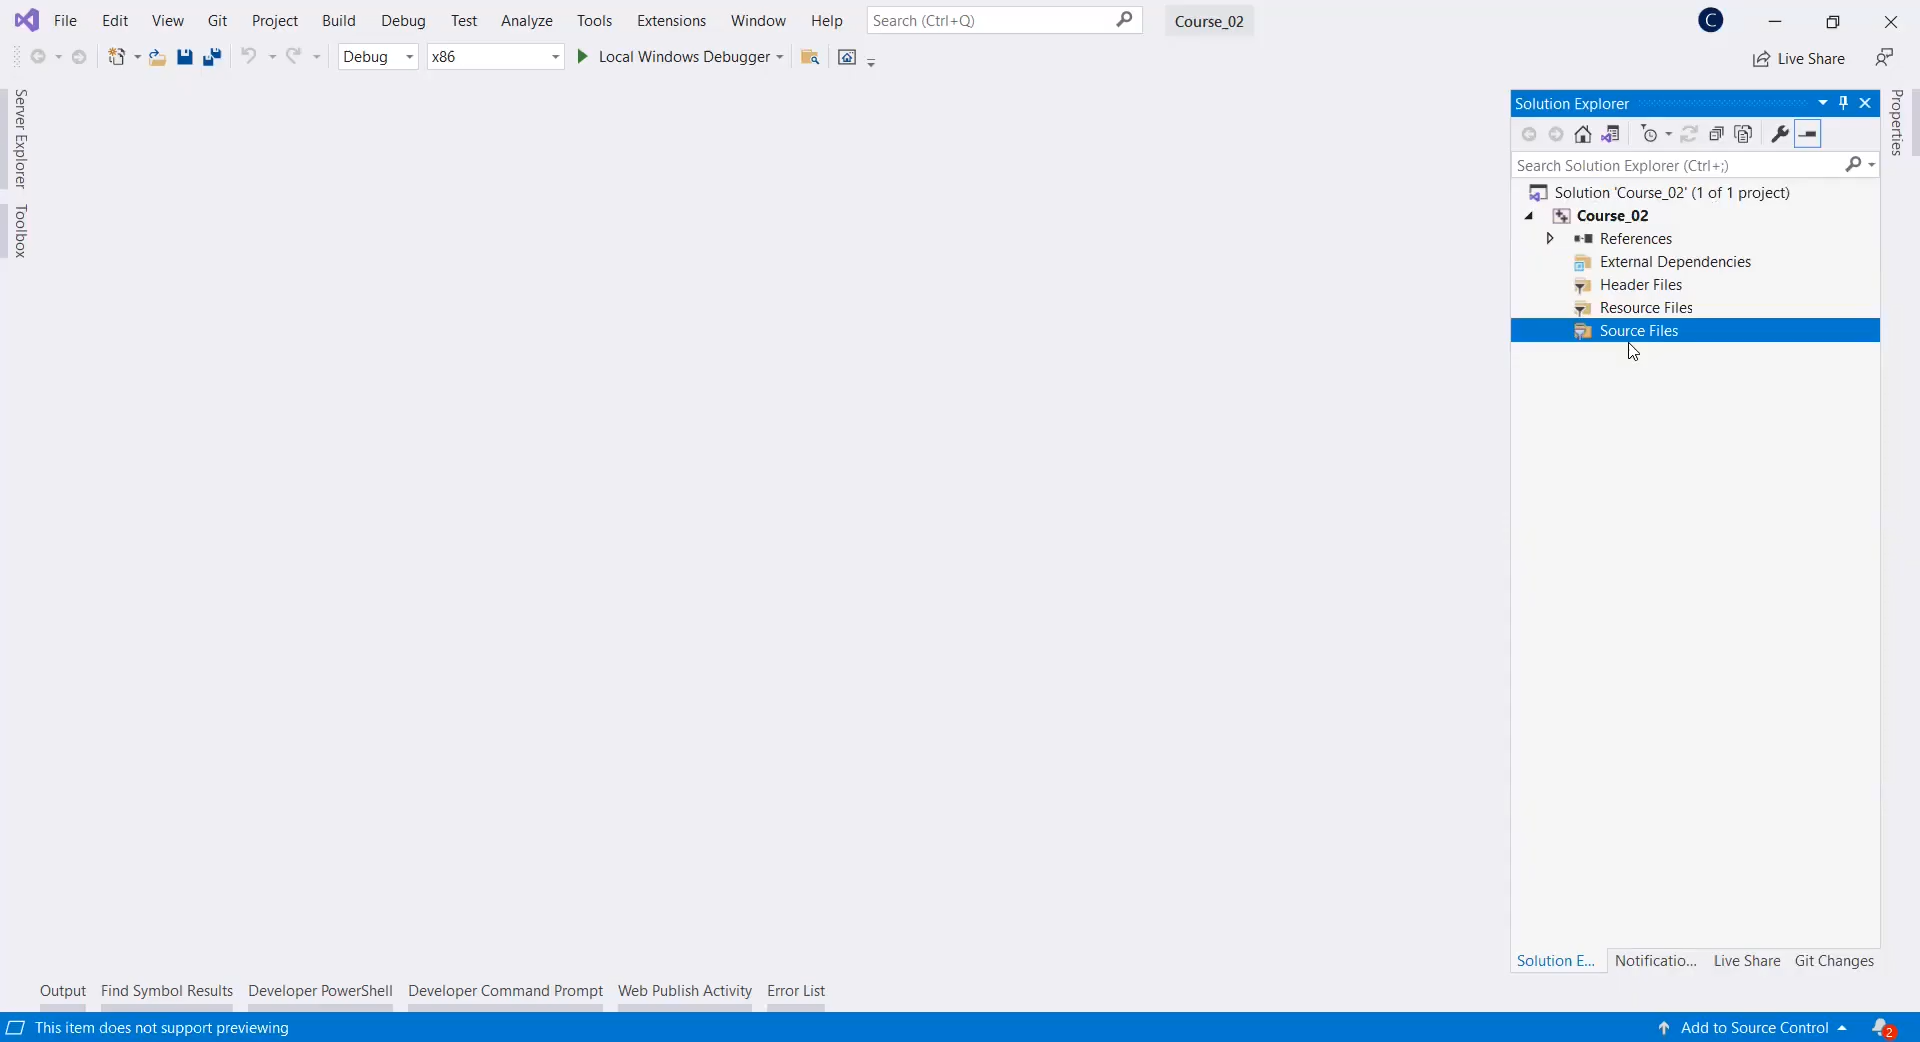 File Edit View Git Project Build Debug Test Analyze Tools Extensions Window Help Search (Ctrl+Q) Course_02 C
Debug x86 Local Windows Debugger Live Share
Server Explorer
Toolbox
Solution Explorer
Properties
Search Solution Explorer (Ctrl+;)
Solution 'Course_02' (1 of 1 project)
Course_02
References
External Dependencies
Header Files
Resource Files
Source Files
Solution E... Notificatio... Live Share Git Changes
Output Find Symbol Results Developer PowerShell Developer Command Prompt Web Publish Activity Error List
This item does not support previewing Add to Source Control 2